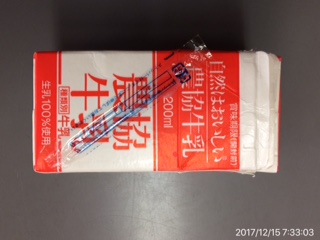 自然はおいしい
農協牛乳
200ml
農協
牛乳
種類別 牛乳
生乳100%使用
2017/12/15 7:33:03